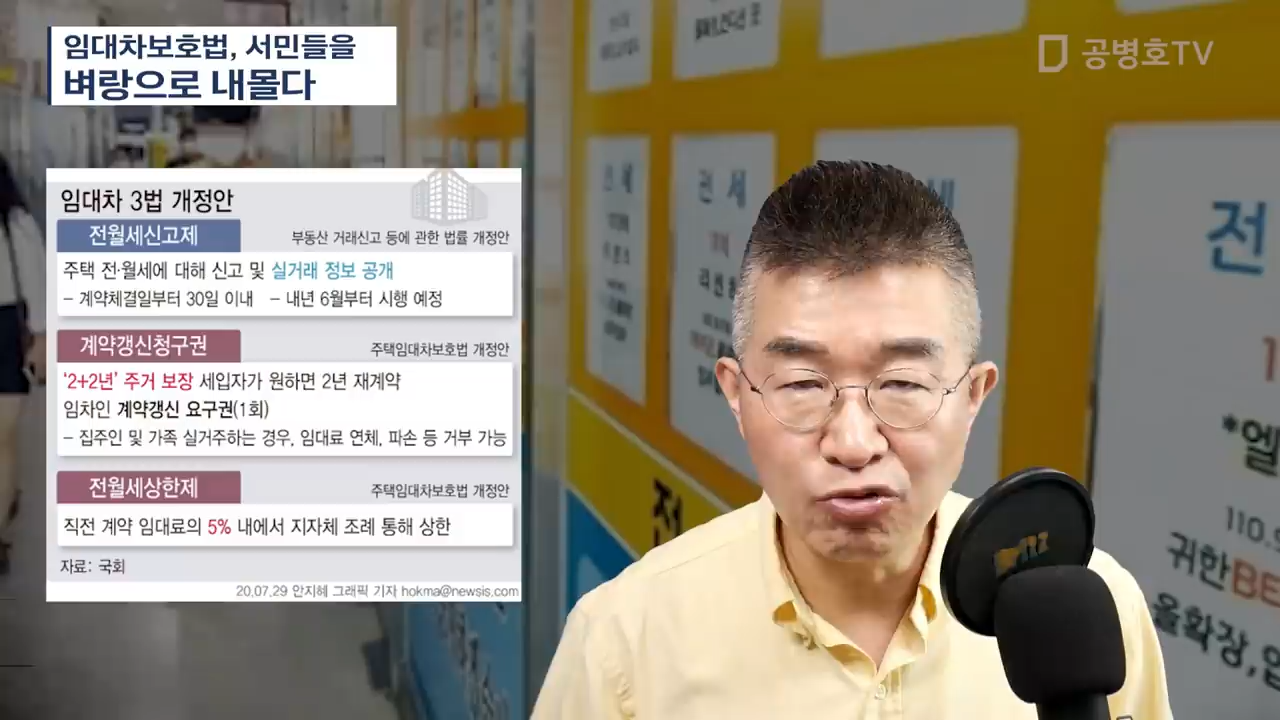 임대차보호법, 서민들을
벼랑으로 내몰다
공병호TV
임대차 3법 개정안
전월세신고제
부동산 거래신고 등에 관한 법률 개정안
주택 전·월세에 대해 신고 및 실거래 정보 공개
– 계약체결일부터 30일 이내 – 내년 6월부터 시행 예정
계약갱신청구권
주택임대차보호법 개정안
'2+2년' 주거 보장 세입자가 원하면 2년 재계약
임차인 계약갱신 요구권(1회)
– 집주인 및 가족 실거주하는 경우, 임대료 연체, 파손 등 거부 가능
전월세상한제
주택임대차보호법 개정안
직전 계약 임대료의 5% 내에서 지자체 조례 통해 상한
자료: 국회
20.07.29 안지혜 그래픽 기자 hokma@newsis.com
전세
전
전
*엘
110.
귀한BE
올확장,